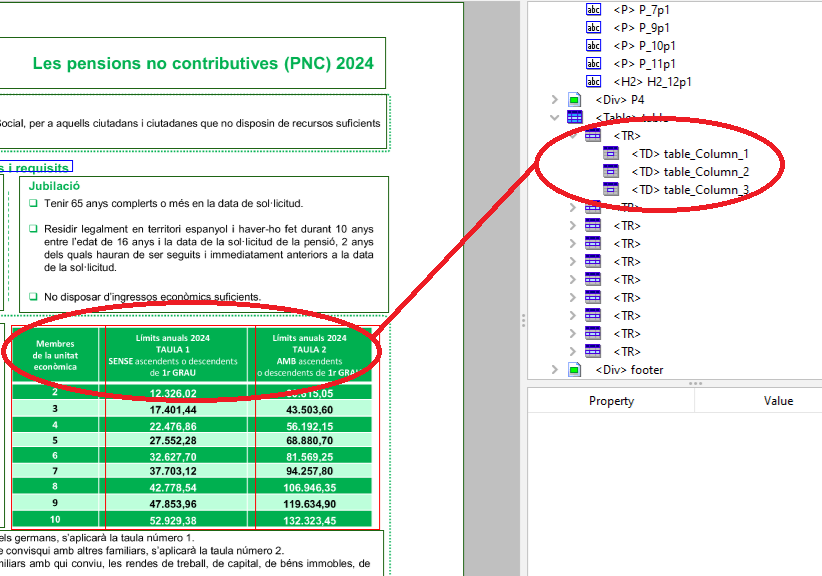 Les pensions no contributives (PNC) 2024
Social, per a aquells ciutadans i ciutadanes que no disposin de recursos suficients
s i requisits
Jubilació
Tenir 65 anys complerts o més en la data de sol·licitud.
Residir legalment en territori espanyol i haver-ho fet durant 10 anys
entre l'edat de 16 anys i la data de la sol·licitud de la pensió, 2 anys
dels quals hauran de ser seguits i immediatament anteriors a la data
de la sol·licitud.
No disposar d'ingressos econòmics suficients.
Membres
de la unitat
econòmica
Límits anuals 2024
TAULA 1
SENSE ascendents o descendents
de 1r GRAU
Límits anuals 2024
TAULA 2
AMB ascendents
o descendents de 1r GRAU
2 12.326,02
3 17.401,44 43.503,60
4 22.476,86 56.192,15
5 27.552,28 68.880,70
6 32.627,70 81.569,25
7 37.703,12 94.257,80
8 42.778,54 106.946,35
9 47.853,96 119.634,90
10 52.929,38 132.323,45
els germans, s'aplicarà la taula número 1.
e convisqui amb altres familiars, s'aplicarà la taula número 2.
miliars amb qui conviu, les rendes de treball, de capital, de béns immobles, de
abc <P> P_7p1
abc <P> P_9p1
abc <P> P_10p1
abc <P> P_11p1
abc <H2> H2_12p1
<Div> P4
<Table> table
<TR>
<TD> table_Column_1
<TD> table_Column_2
<TD> table_Column_3
<TR>
<TR>
<TR>
<TR>
<TR>
<TR>
<TR>
<TR>
<TR>
<Div> footer
Property Value